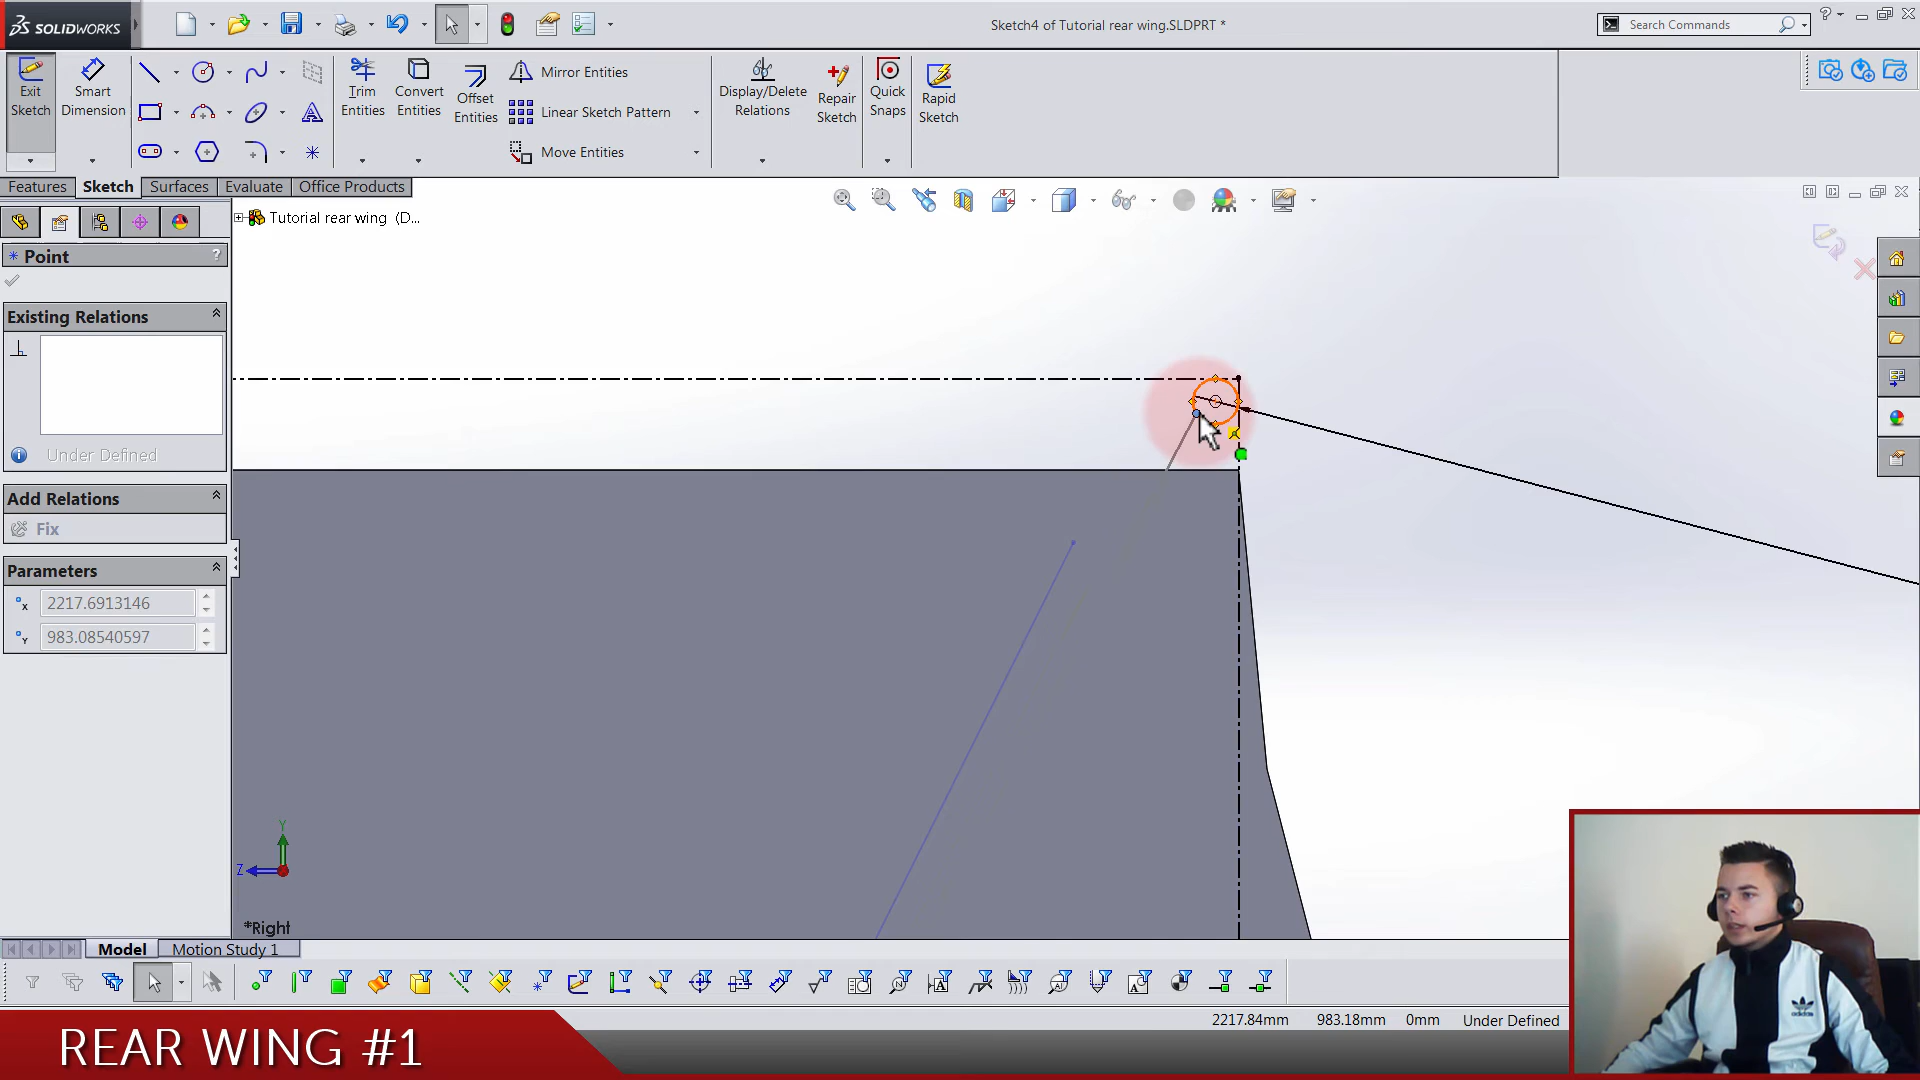 SOLIDWORKS
Sketch4 of Tutorial rear wing.SLDPRT *
Search Commands
Exit Sketch
Smart Dimension
Trim Entities
Convert Entities
Offset Entities
Mirror Entities
Linear Sketch Pattern
Move Entities
Display/Delete Relations
Repair Sketch
Quick Snaps
Rapid Sketch
Features
Sketch
Surfaces
Evaluate
Office Products
Tutorial rear wing (D...
Point
?
Existing Relations
Under Defined
Add Relations
Fix
Parameters
x 2217.6913146
Y 983.08540597
Y
Z
*Right
Model
Motion Study 1
2217.84mm 983.18mm 0mm Under Defined
REAR WING #1
adidas